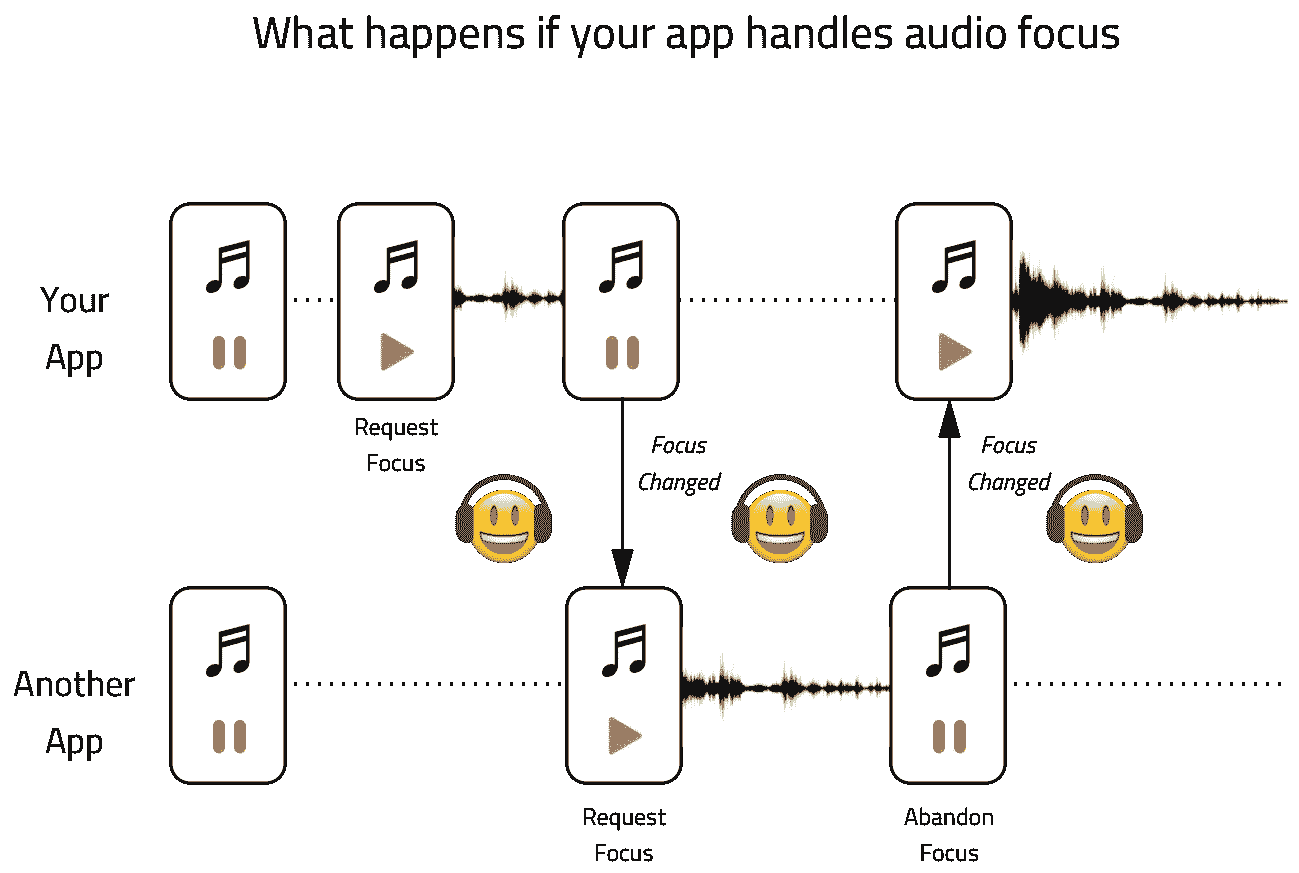 What happens if your app handles audio focus
Your
App
Request
Focus
Focus
Changed
Focus
Changed
Another
App
Request
Focus
Abandon
Focus